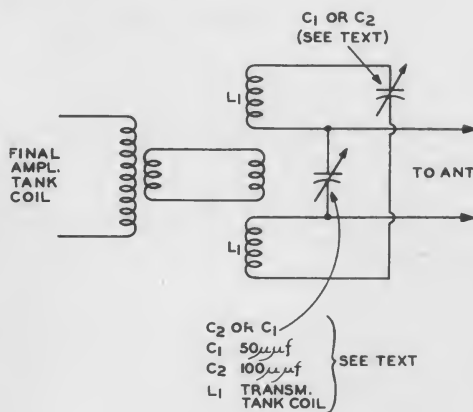 C1 OR C2
(SEE TEXT)
L1
FINAL
AMPL.
TANK
COIL
TO ANT
L1
C2 OR C1
C1 50μμf
C2 100μμf
L1 TRANSM.
TANK COIL
SEE TEXT